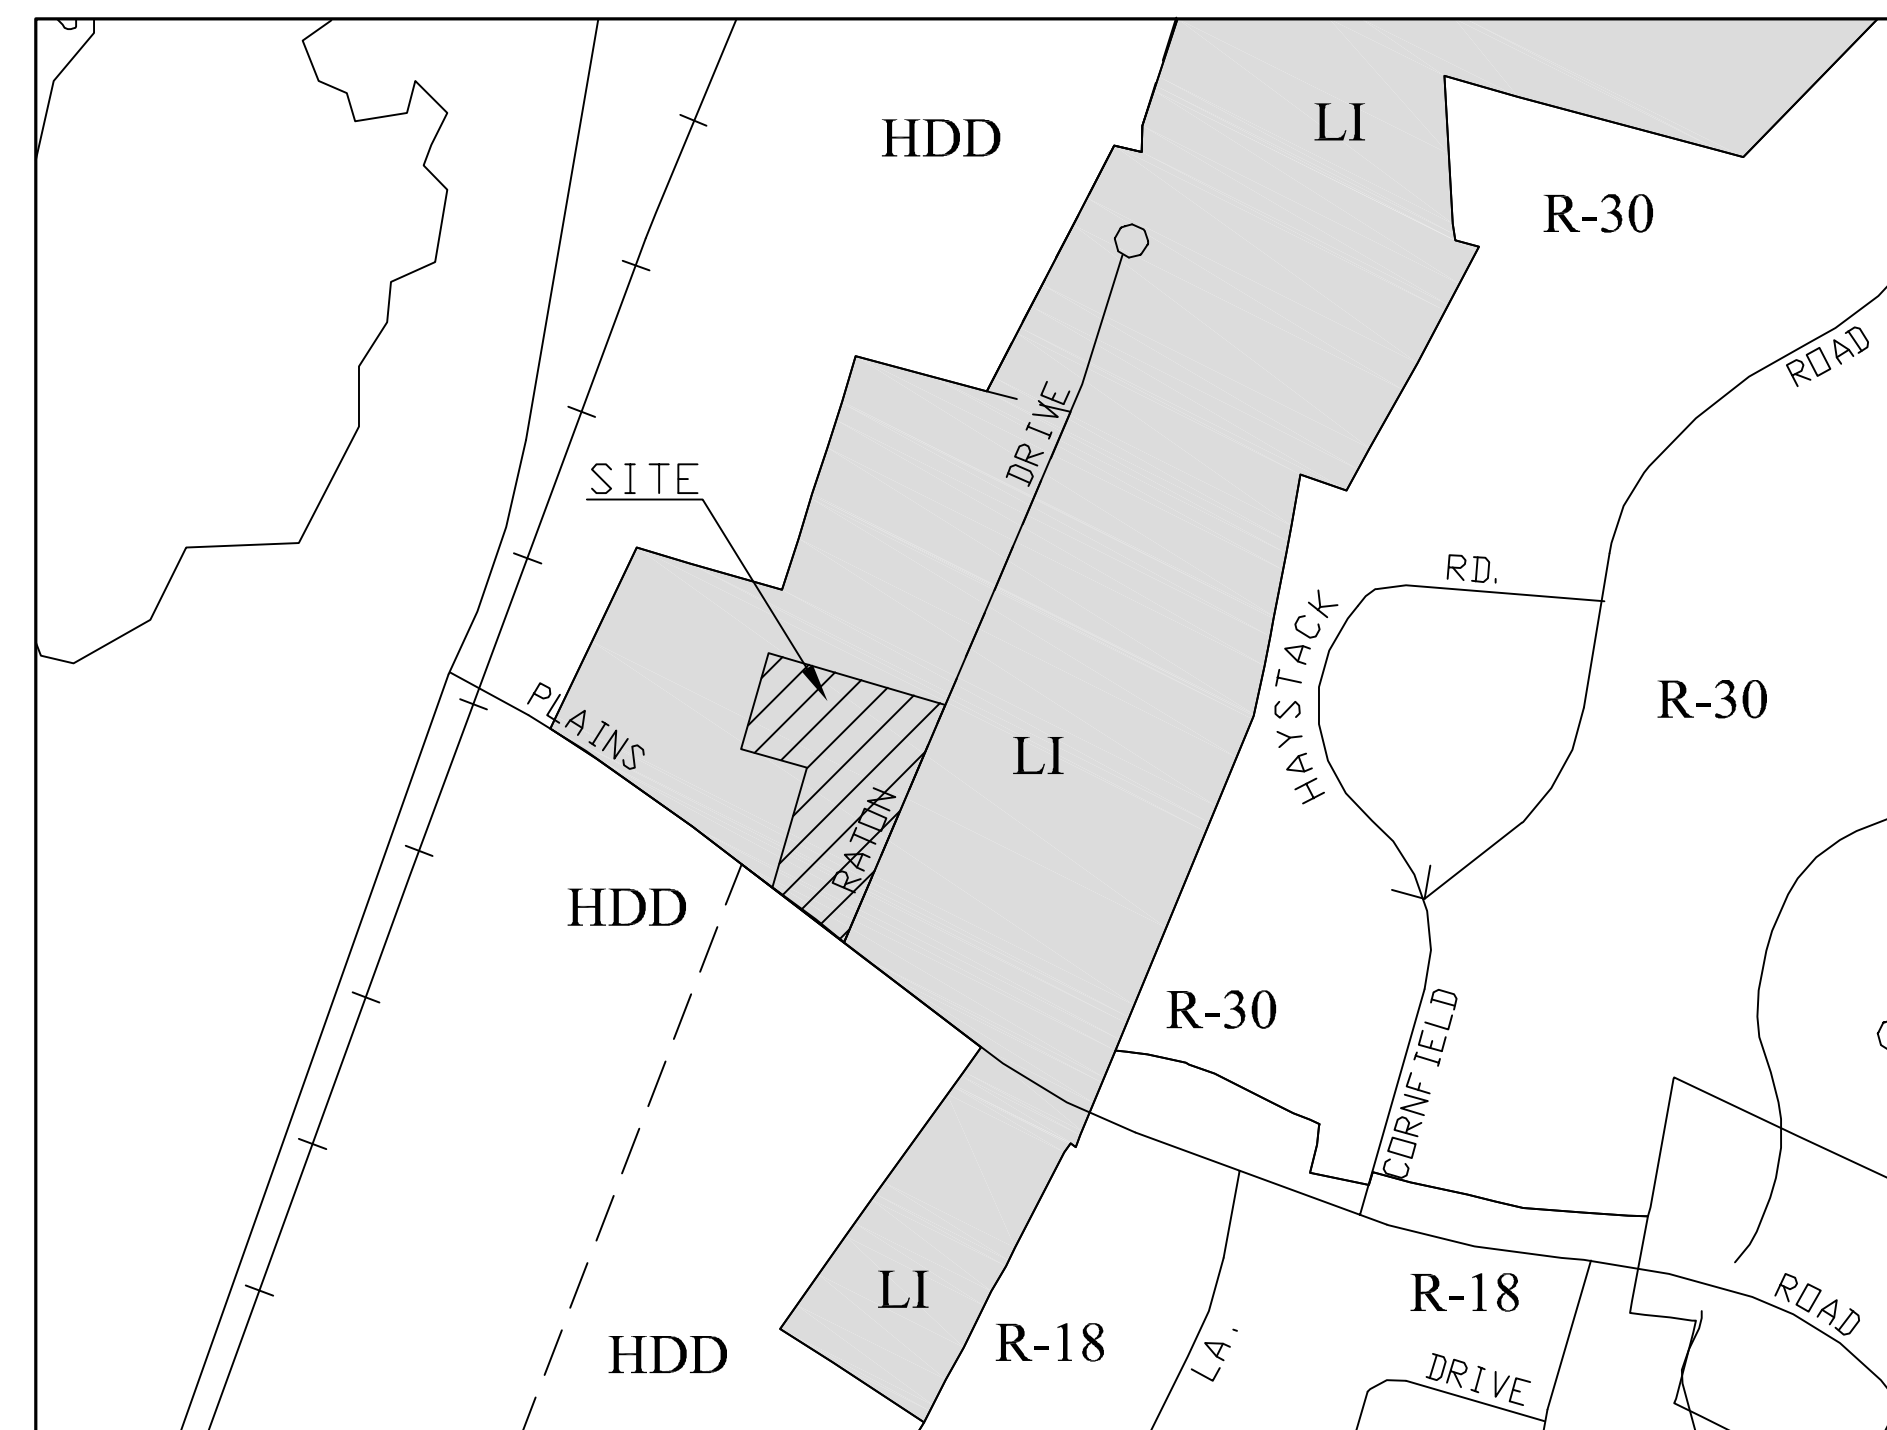 HDD
LI
R-30
ROAD
DRIVE
SITE
RD.
HAYSTACK
PLAINS
R-30
LI
RATON
HDD
R-30
CORNFIELD
LI
R-18
R-18
ROAD
HDD
LA.
DRIVE